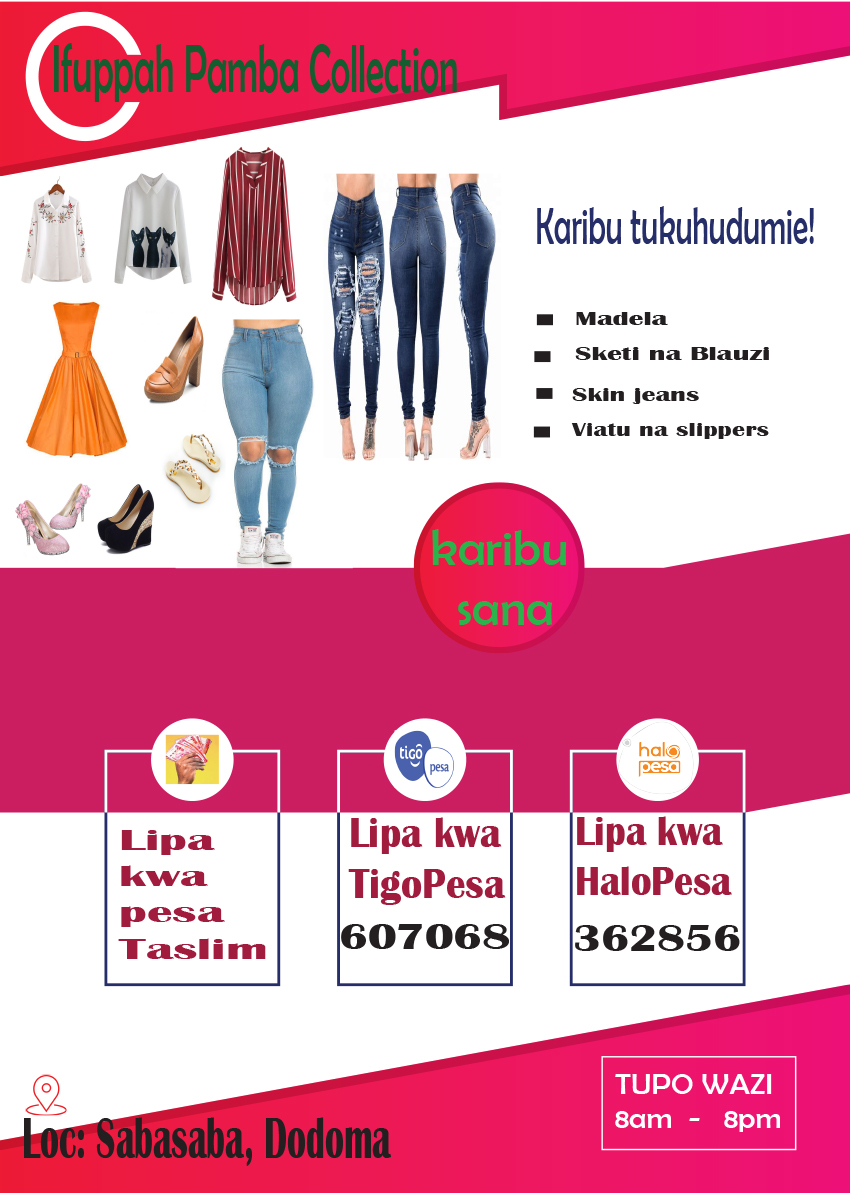 Ifuppah Pamba Collection
Karibu tukuhudumie!
Madela
Sketi na Blauzi
Skin jeans
Viatu na slippers
karibu
sana
Lipa
kwa
pesa
Taslim
tigo
pesa
Lipa kwa
TigoPesa
607068
halo
pesa
Lipa kwa
HaloPesa
362856
Loc: Sabasaba, Dodoma
TUPO WAZI
8am - 8pm